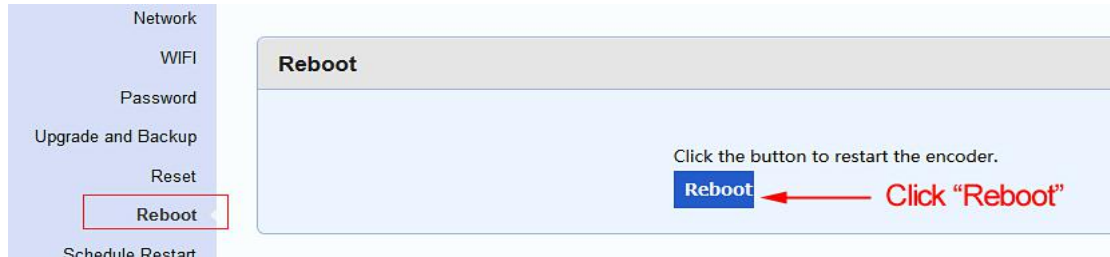 Network
WIFI
Password
Upgrade and Backup
Reset
Reboot
Schedule Restart
Reboot
Click the button to restart the encoder.
Reboot
Click “Reboot”